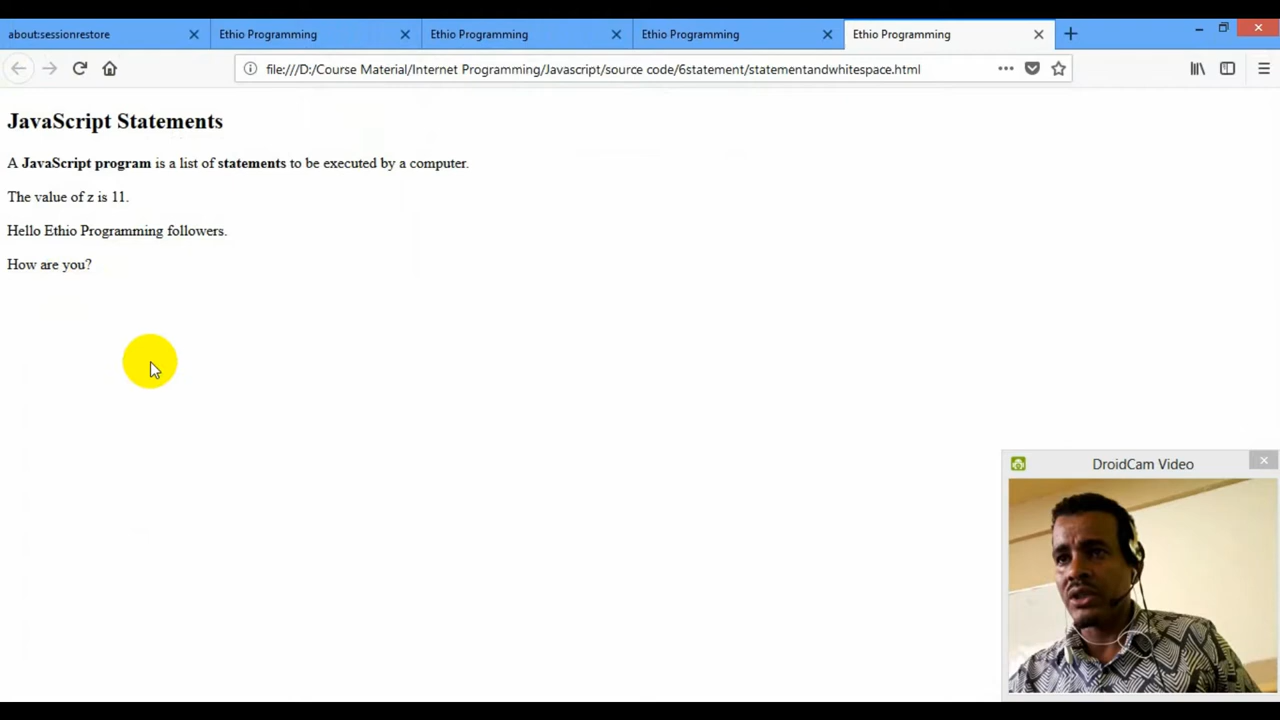 about:sessionrestore
Ethio Programming
Ethio Programming
Ethio Programming
Ethio Programming
file:///D:/Course Material/Internet Programming/Javascript/source code/6statement/statementandwhitespace.html
JavaScript Statements
A JavaScript program is a list of statements to be executed by a computer.
The value of z is 11.
Hello Ethio Programming followers.
How are you?
DroidCam Video